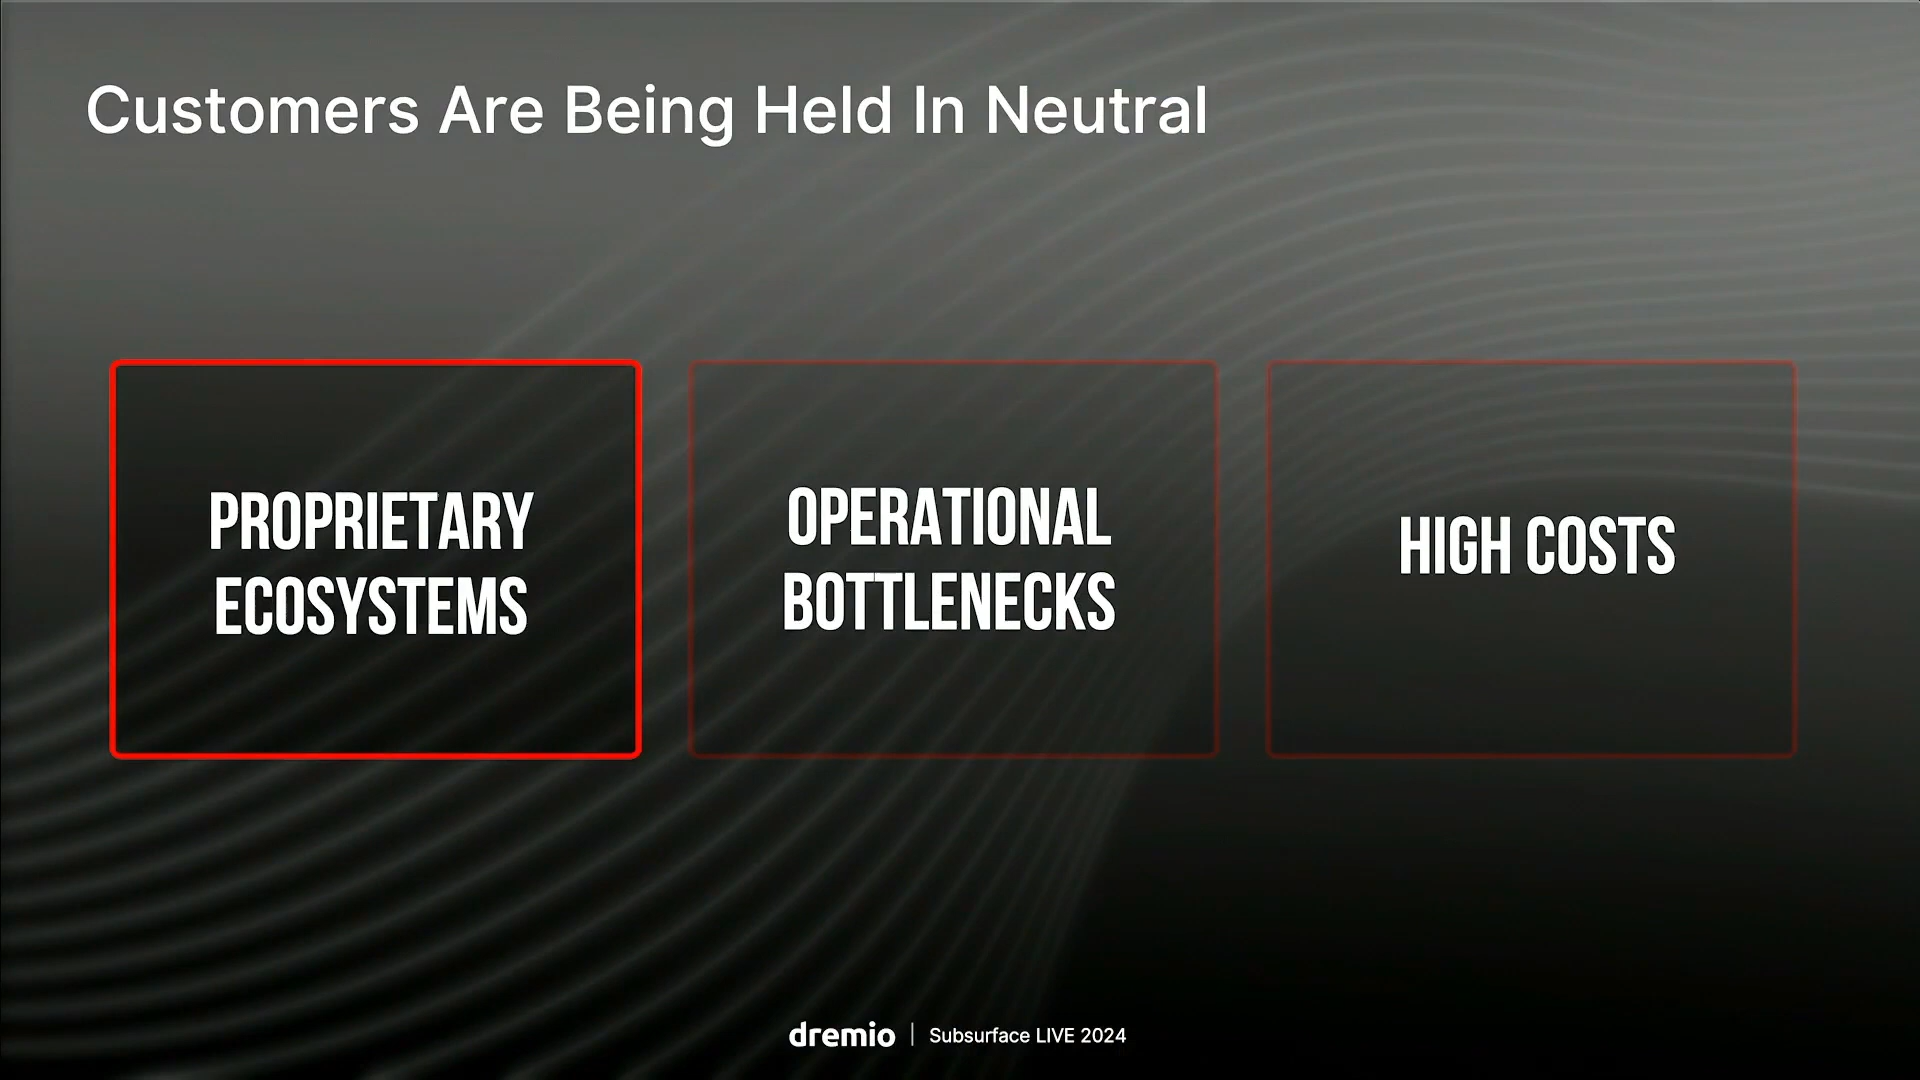 Customers Are Being Held In Neutral
PROPRIETARY
ECOSYSTEMS
OPERATIONAL
BOTTLENECKS
HIGH COSTS
dremio | Subsurface LIVE 2024